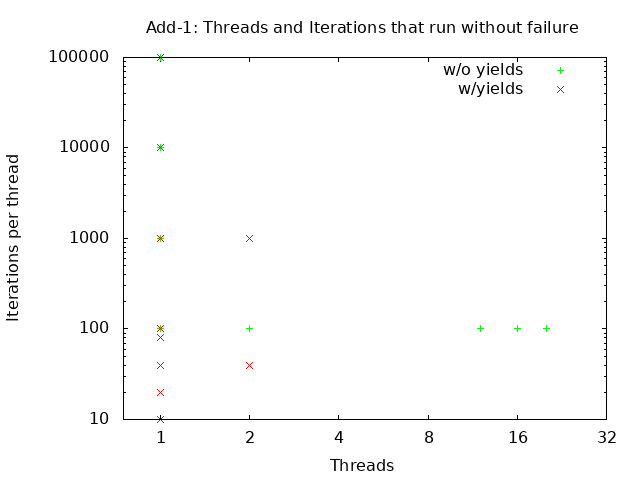 Add-1: Threads and Iterations that run without failure
100000
w/o yields
w/yields
10000
1000
100
10
Iterations per thread
1 2 4 8 16 32
Threads